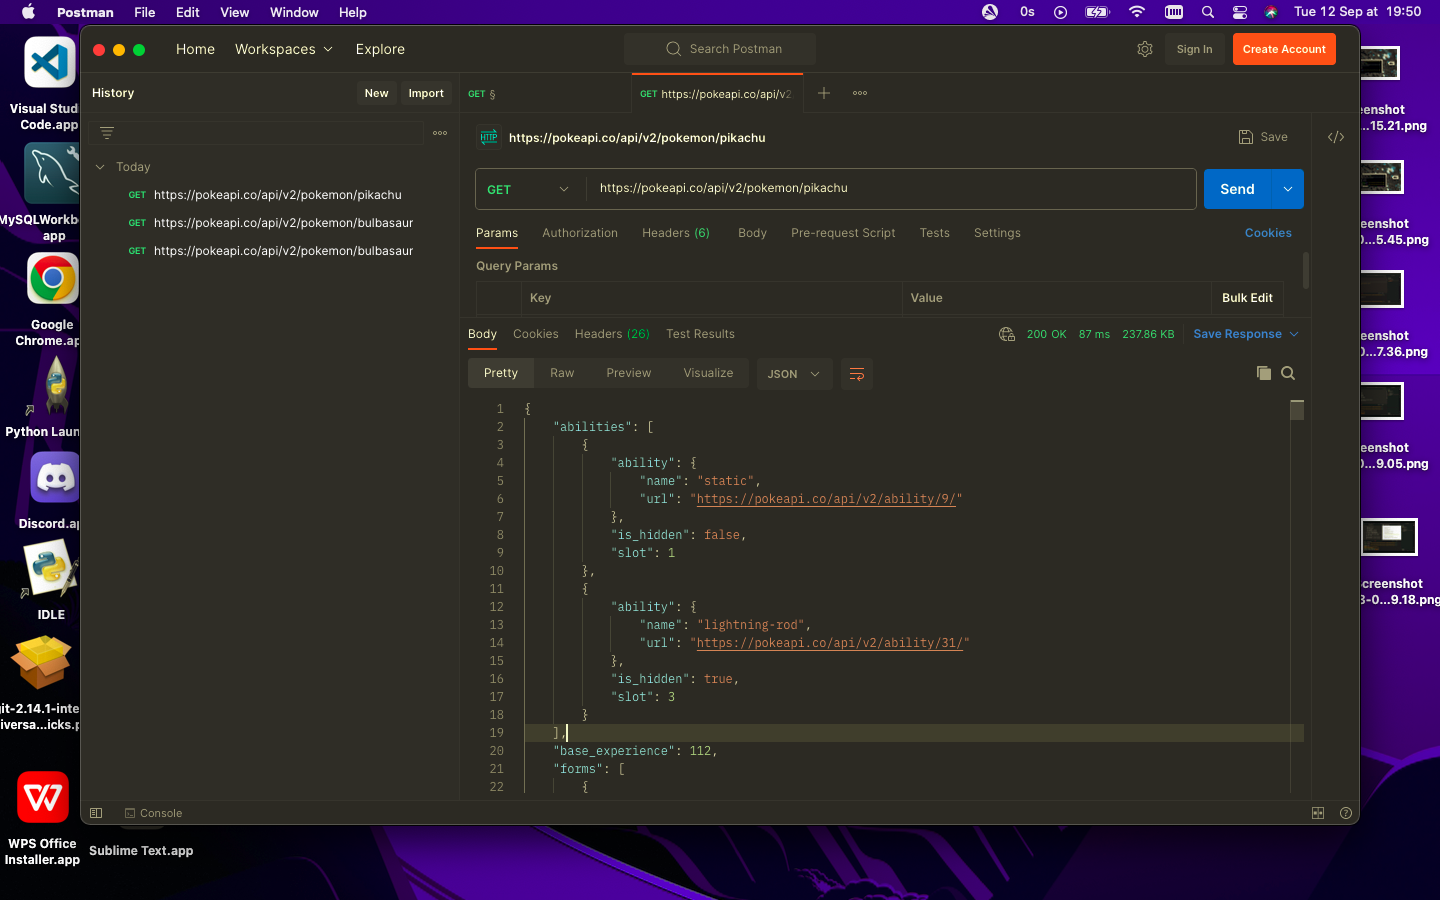 Postman File Edit View Window Help
0s Tue 12 Sep at 19:50
Home Workspaces Explore
Search Postman
Sign In
Create Account
History
New Import
GET §
GET https://pokeapi.co/api/v2
HTTP https://pokeapi.co/api/v2/pokemon/pikachu
Save
Today
GET https://pokeapi.co/api/v2/pokemon/pikachu
GET https://pokeapi.co/api/v2/pokemon/bulbasaur
GET https://pokeapi.co/api/v2/pokemon/bulbasaur
GET https://pokeapi.co/api/v2/pokemon/pikachu
Send
Params Authorization Headers (6) Body Pre-request Script Tests Settings
Cookies
Query Params
Key Value Bulk Edit
Body Cookies Headers (26) Test Results
200 OK 87 ms 237.86 KB Save Response
Pretty Raw Preview Visualize JSON
1 {
2 "abilities": [
3 {
4 "ability": {
5 "name": "static",
6 "url": "https://pokeapi.co/api/v2/ability/9/"
7 },
8 "is_hidden": false,
9 "slot": 1
10 },
11 {
12 "ability": {
13 "name": "lightning-rod",
14 "url": "https://pokeapi.co/api/v2/ability/31/"
15 },
16 "is_hidden": true,
17 "slot": 3
18 }
19 ],
20 "base_experience": 112,
21 "forms": [
22 {
Console
Visual Stud
Code.app
MySQLWorkb
app
Google
Chrome.ap
Python Laun
Discord.ap
IDLE
it-2.14.1-inte
iversa...icks.p
WPS Office
Installer.app
Sublime Text.app
eenshot
...15.21.png
eenshot
0...5.45.png
eenshot
0...7.36.png
eenshot
0...9.05.png
creenshot
3-0...9.18.png